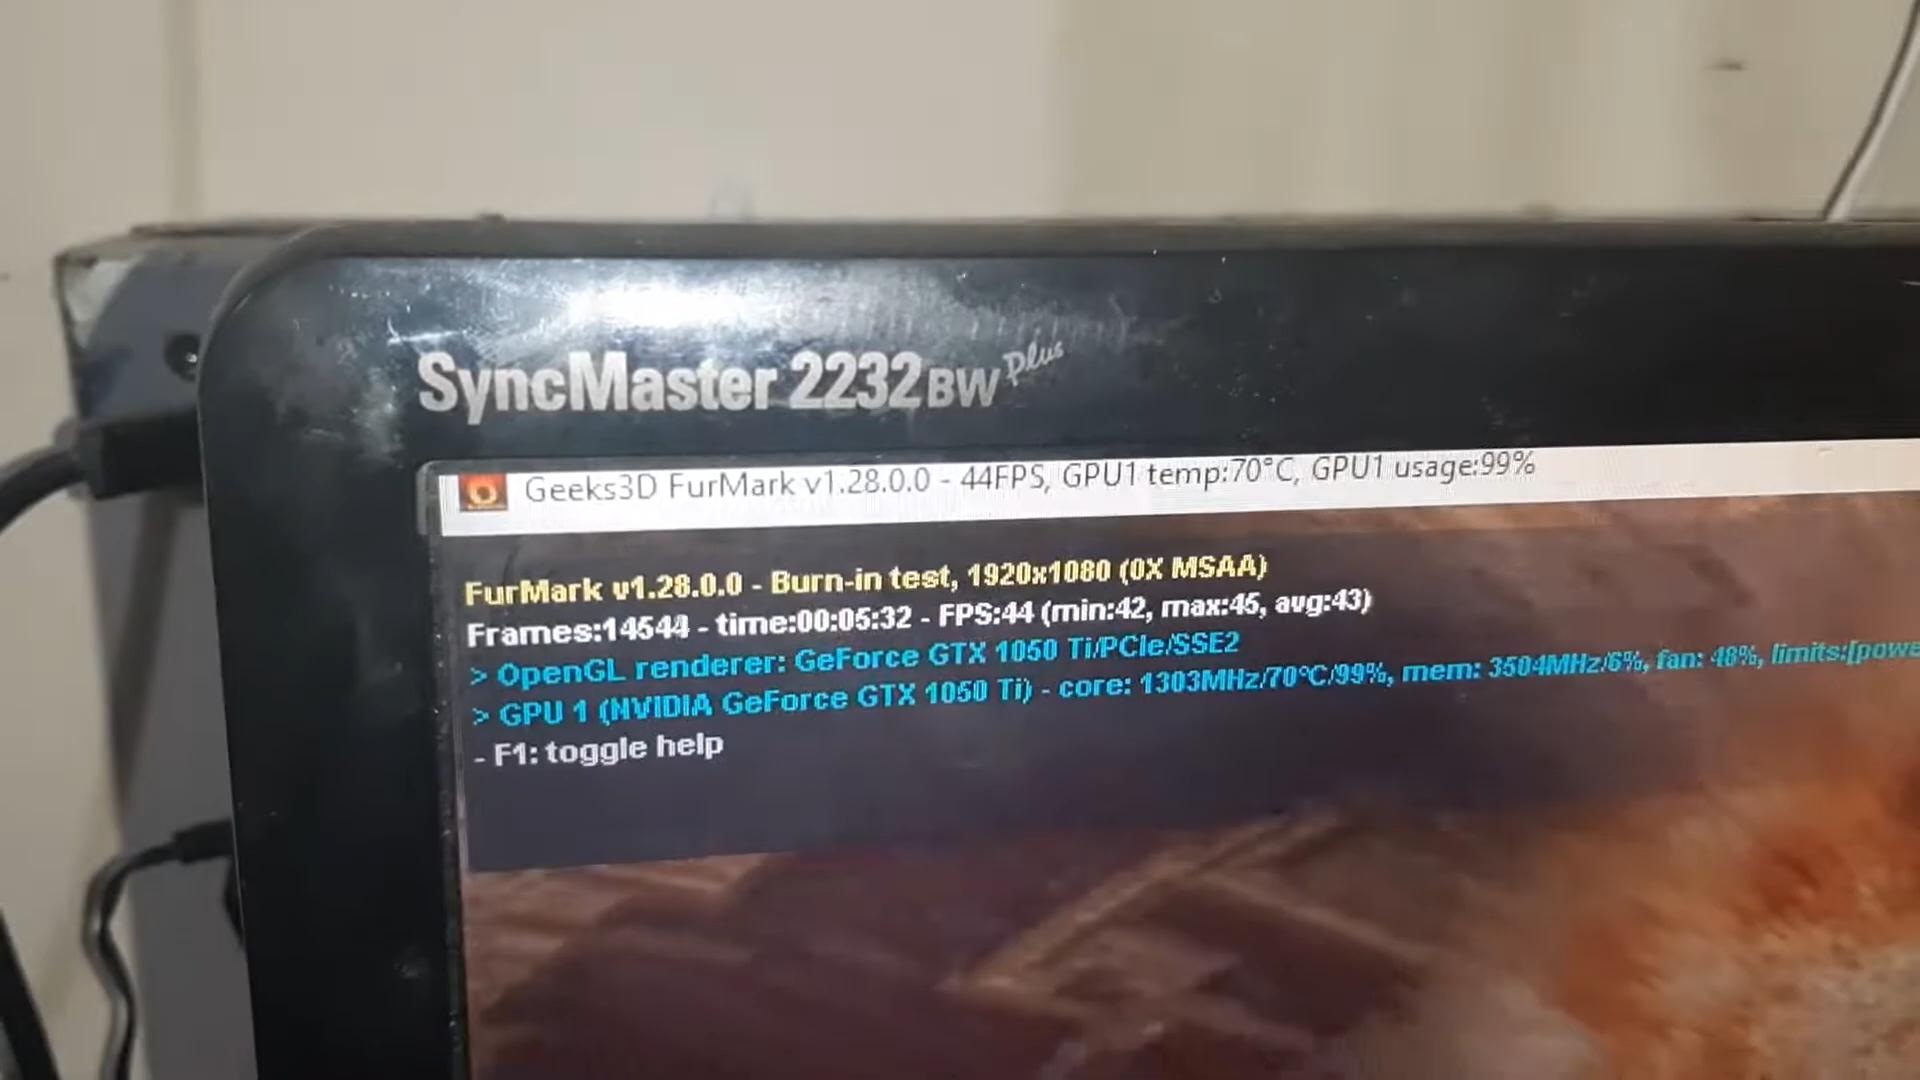 SyncMaster 2232BW Plus
Geeks3D FurMark v1.28.0.0 - 44FPS, GPU1 temp:70°C, GPU1 usage:99%
FurMark v1.28.0.0 - Burn-in test, 1920x1080 (0X MSAA)
Frames:14544 - time:00:05:32 - FPS:44 (min:42, max:45, avg:43)
> OpenGL renderer: GeForce GTX 1050 Ti/PCIe/SSE2
> GPU 1 (NVIDIA GeForce GTX 1050 Ti) - core: 1303MHz/70°C/99%, mem: 3504MHz/6%, fan: 48%, limits:[powe
- F1: toggle help